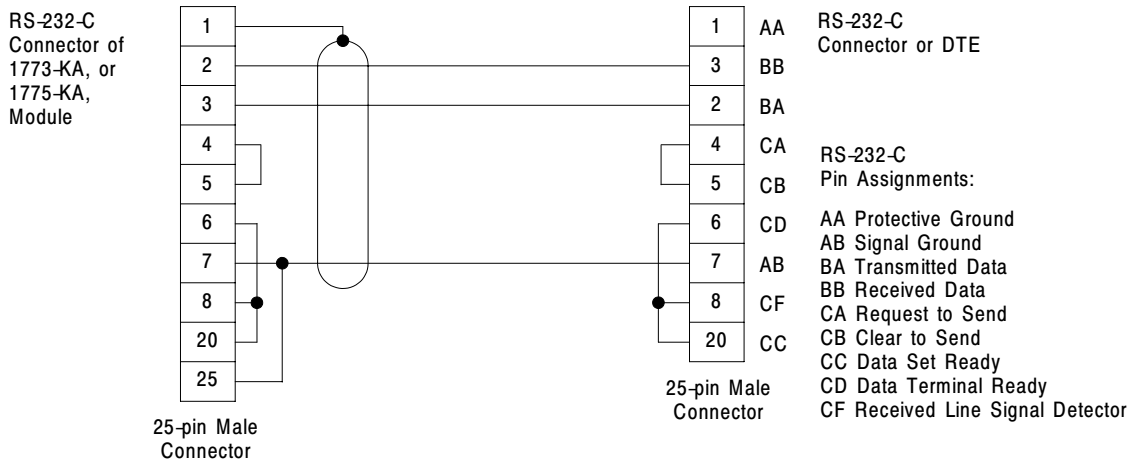 RS-232-C
Connector of
1773-KA, or
1775-KA,
Module
1
2
3
4
5
6
7
8
20
25
25-pin Male
Connector
1 AA
3 BB
2 BA
4 CA
5 CB
6 CD
7 AB
8 CF
20 CC
25-pin Male
Connector
RS-232-C
Connector or DTE
RS-232-C
Pin Assignments:
AA Protective Ground
AB Signal Ground
BA Transmitted Data
BB Received Data
CA Request to Send
CB Clear to Send
CC Data Set Ready
CD Data Terminal Ready
CF Received Line Signal Detector